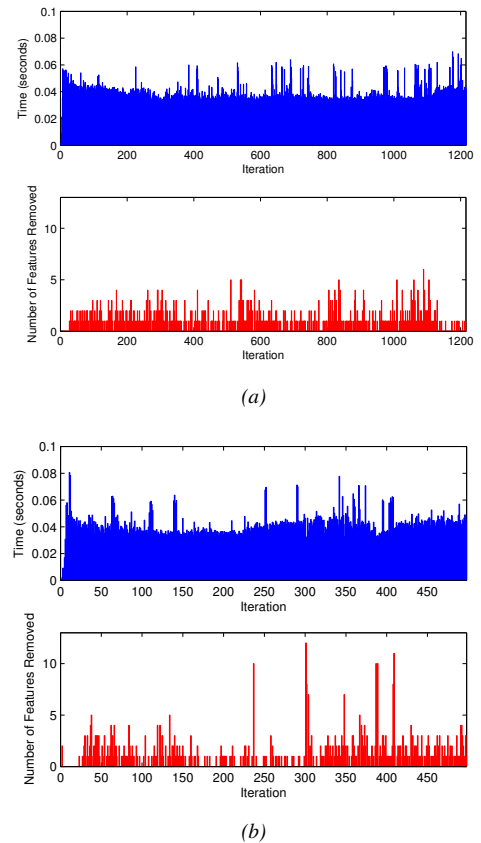 0.1
0.08
0.06
0.04
0.02
0
Time (seconds)
0 200 400 600 800 1000 1200
Iteration
10
5
0
Number of Features Removed
0 200 400 600 800 1000 1200
Iteration
(a)
0.1
0.08
0.06
0.04
0.02
0
Time (seconds)
0 50 100 150 200 250 300 350 400 450
Iteration
10
5
0
Number of Features Removed
0 50 100 150 200 250 300 350 400 450
Iteration
(b)